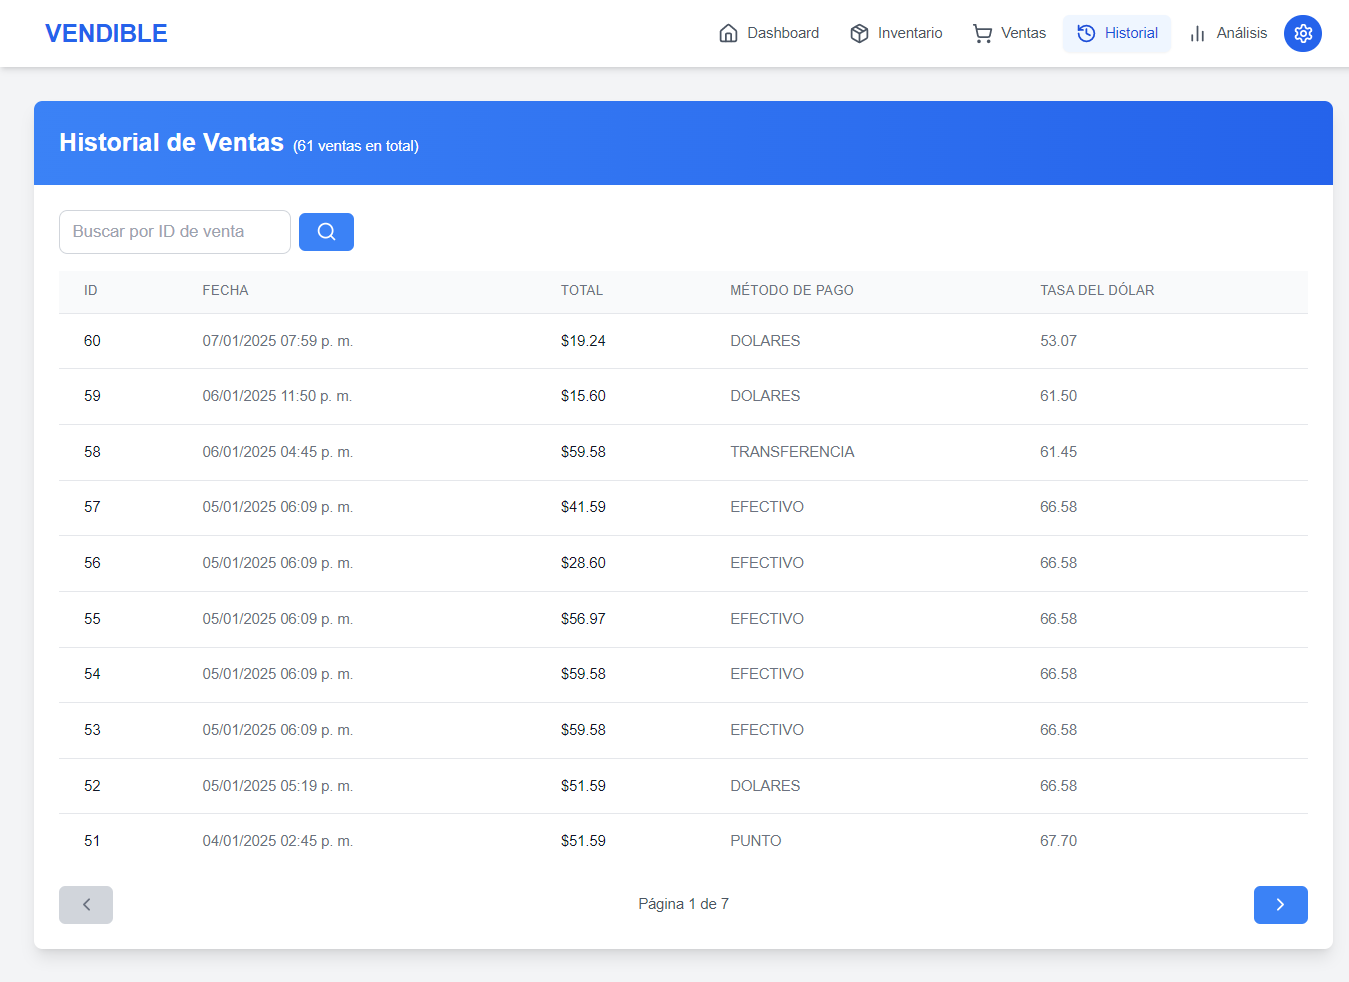 VENDIBLE Dashboard Inventario Ventas Historial Análisis
Historial de Ventas (61 ventas en total)
Buscar por ID de venta
ID FECHA TOTAL MÉTODO DE PAGO TASA DEL DÓLAR
60 07/01/2025 07:59 p. m. $19.24 DOLARES 53.07
59 06/01/2025 11:50 p. m. $15.60 DOLARES 61.50
58 06/01/2025 04:45 p. m. $59.58 TRANSFERENCIA 61.45
57 05/01/2025 06:09 p. m. $41.59 EFECTIVO 66.58
56 05/01/2025 06:09 p. m. $28.60 EFECTIVO 66.58
55 05/01/2025 06:09 p. m. $56.97 EFECTIVO 66.58
54 05/01/2025 06:09 p. m. $59.58 EFECTIVO 66.58
53 05/01/2025 06:09 p. m. $59.58 EFECTIVO 66.58
52 05/01/2025 05:19 p. m. $51.59 DOLARES 66.58
51 04/01/2025 02:45 p. m. $51.59 PUNTO 67.70
Página 1 de 7